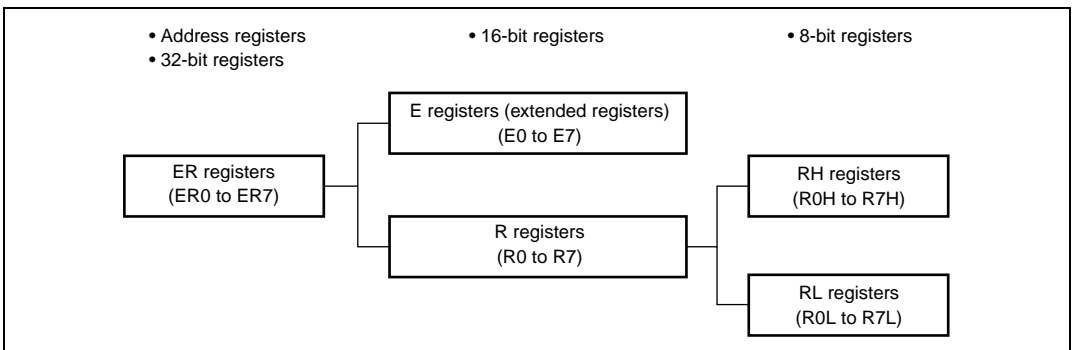 • Address registers
• 32-bit registers
• 16-bit registers
• 8-bit registers
E registers (extended registers)
(E0 to E7)
ER registers
(ER0 to ER7)
RH registers
(R0H to R7H)
R registers
(R0 to R7)
RL registers
(R0L to R7L)